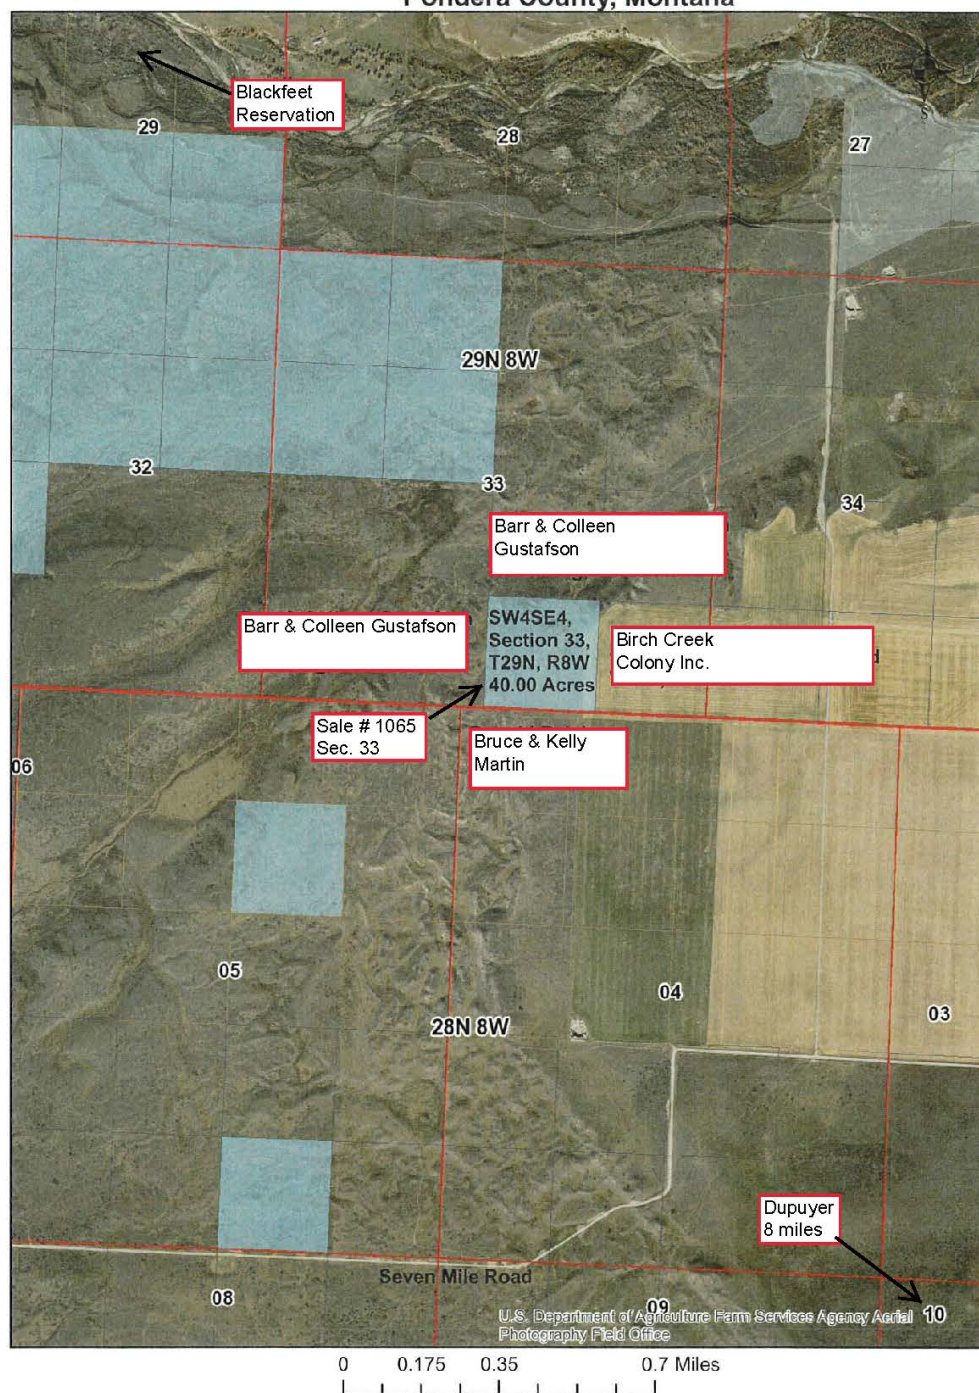 Pondera County, Montana
Blackfeet
Reservation
29
28
27
29N 8W
32
33
34
Barr & Colleen
Gustafson
Barr & Colleen Gustafson
SW4SE4,
Section 33,
T29N, R8W
40.00 Acres
Birch Creek
Colony Inc.
Sale # 1065
Sec. 33
Bruce & Kelly
Martin
06
05
04
03
28N 8W
Dupuyer
8 miles
Seven Mile Road
08
09
10
U.S. Department of Agriculture Farm Services Agency Aerial
Photography Field Office
0 0.175 0.35 0.7 Miles